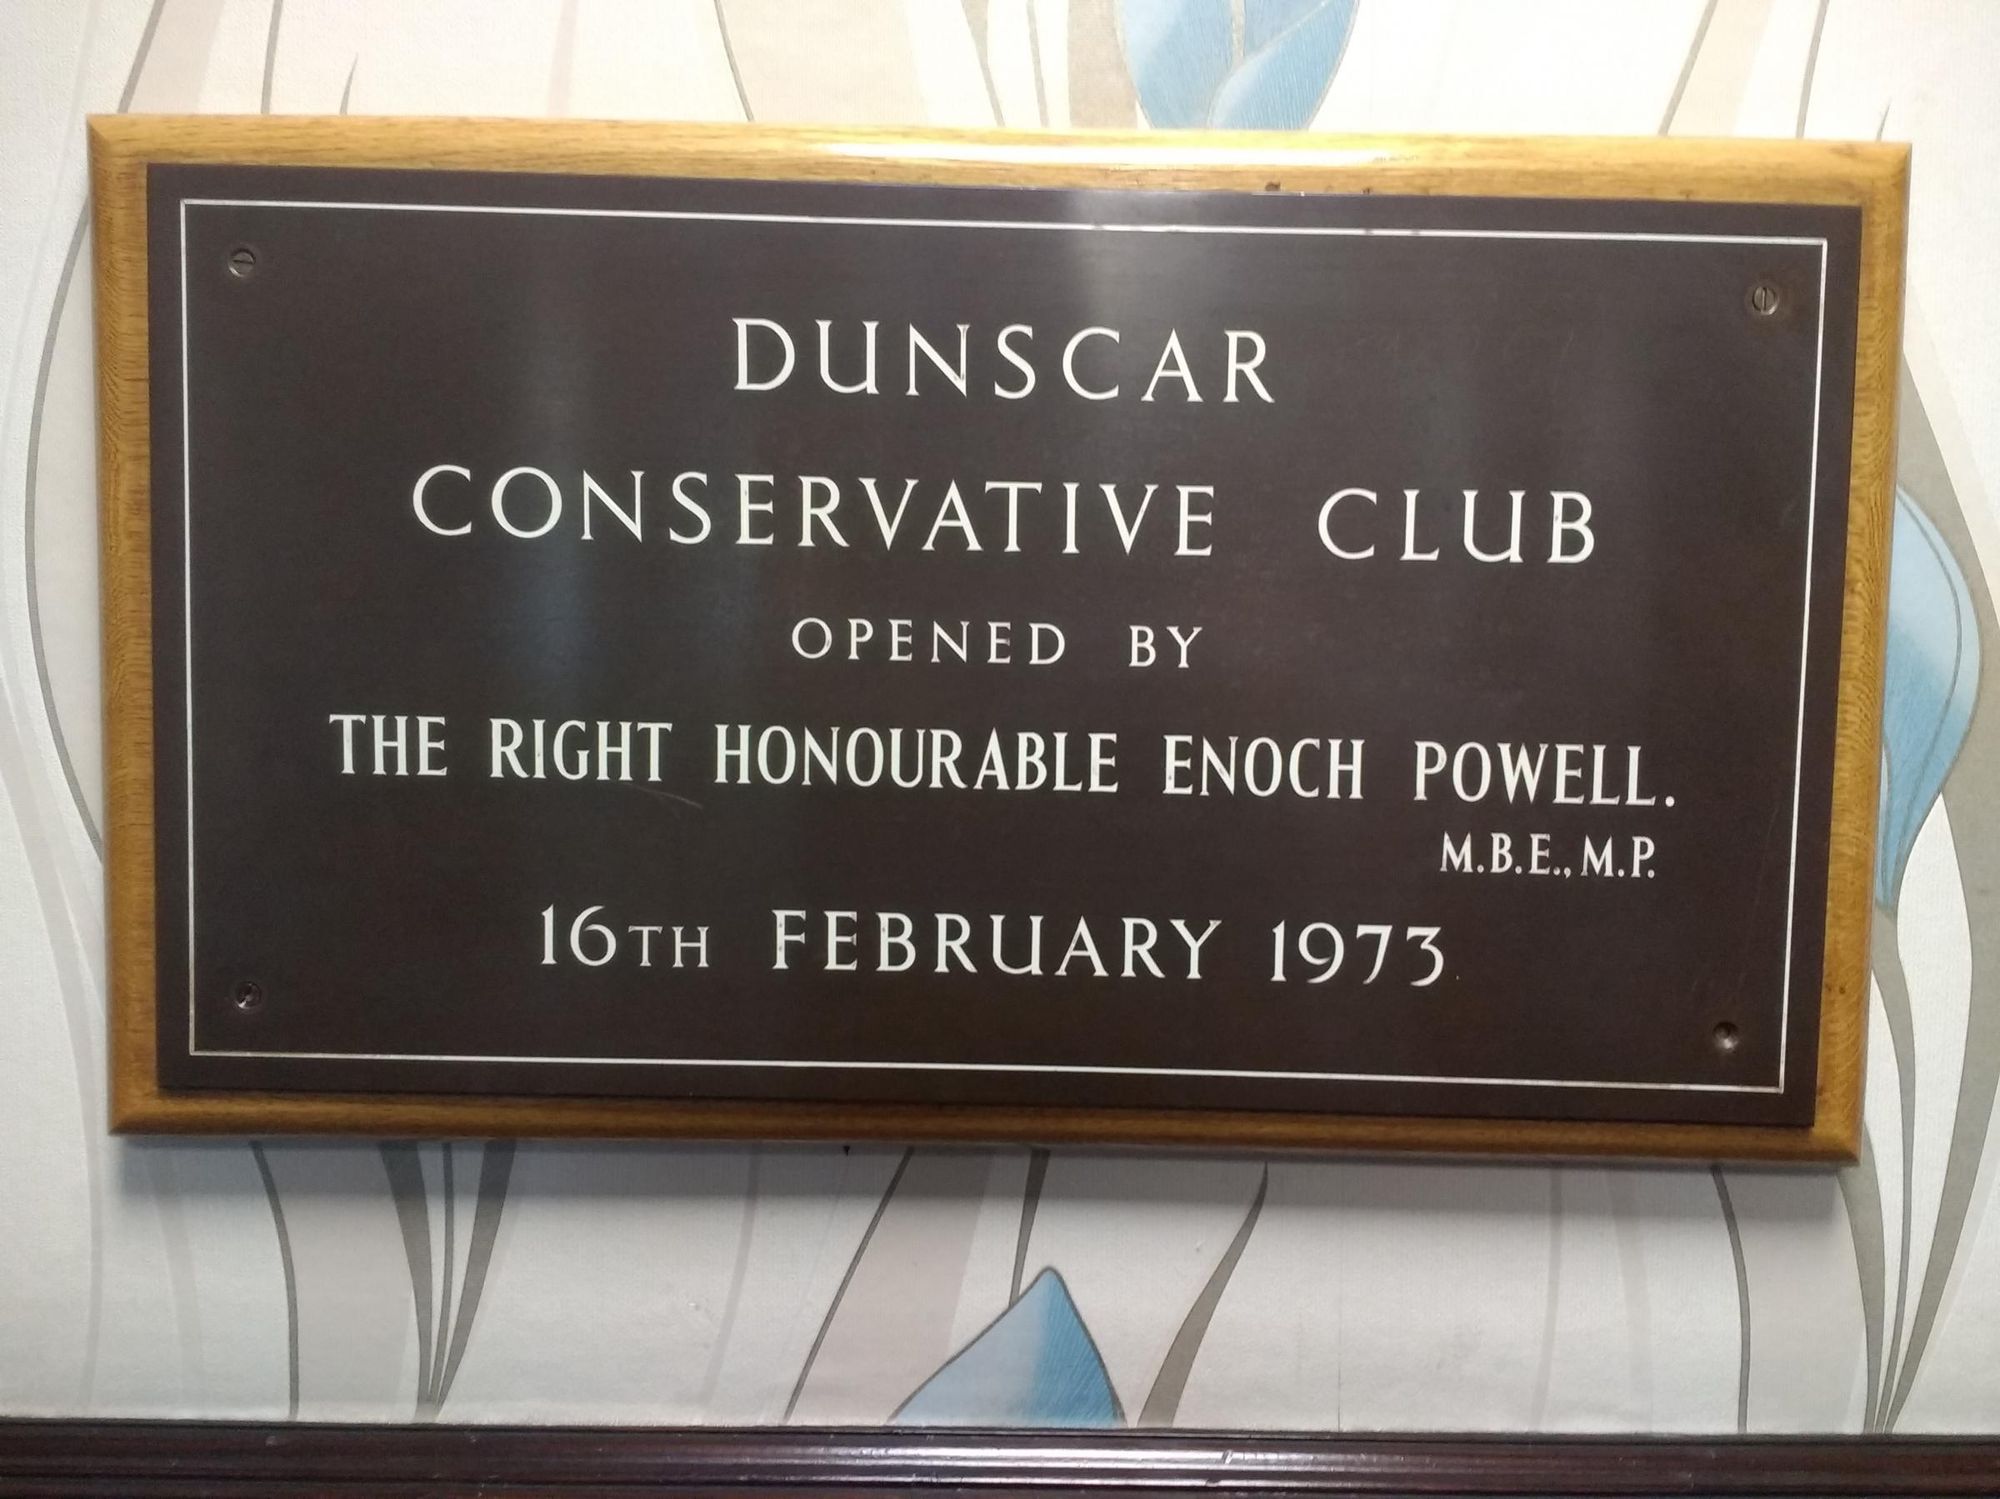 DUNSCAR
CONSERVATIVE CLUB
OPENED BY
THE RIGHT HONOURABLE ENOCH POWELL.
M.B.E., M.P.
16TH FEBRUARY 1973